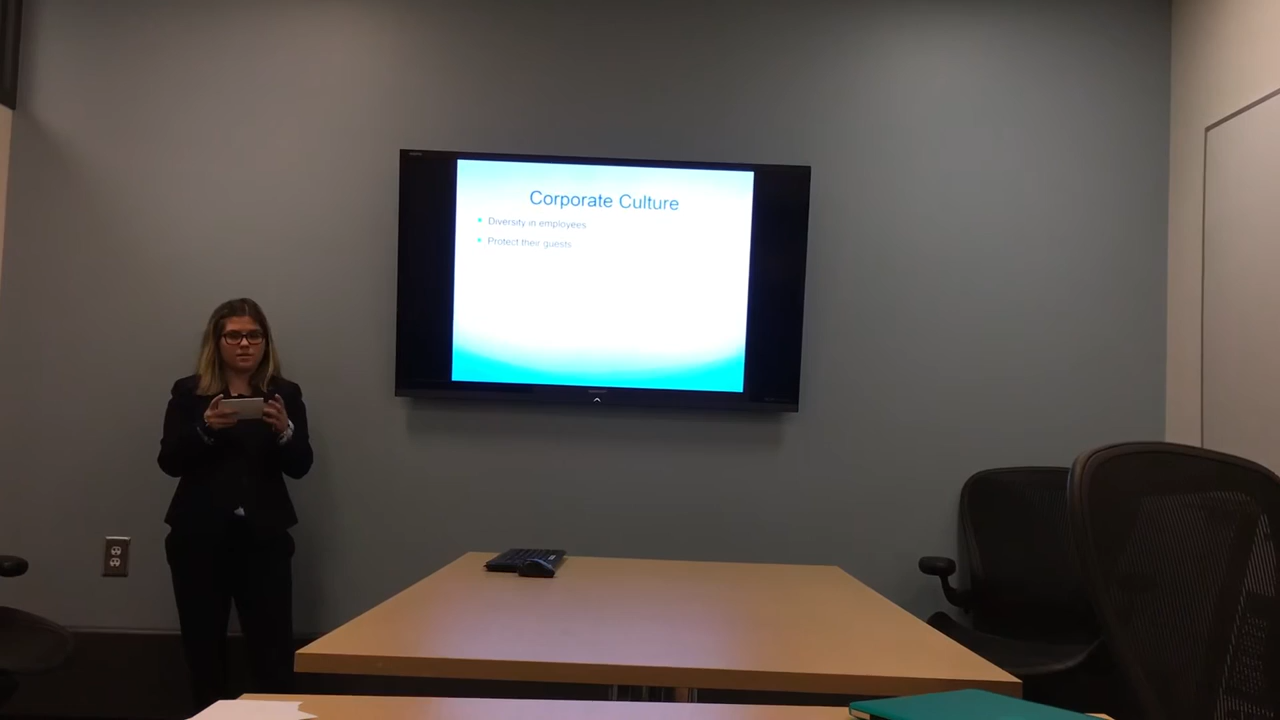 Corporate Culture
Diversity in employees
Protect their guests